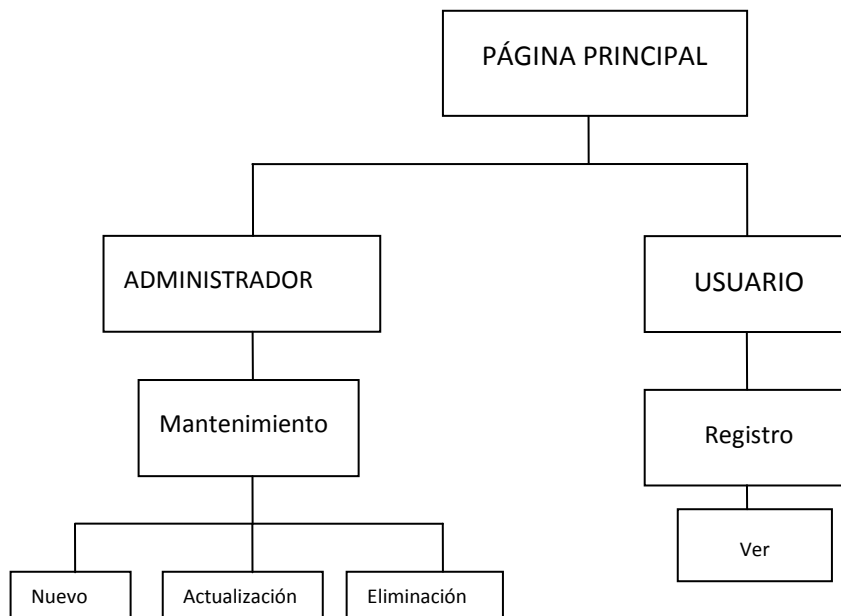 PÁGINA PRINCIPAL
ADMINISTRADOR
USUARIO
Mantenimiento
Registro
Ver
Nuevo
Actualización
Eliminación